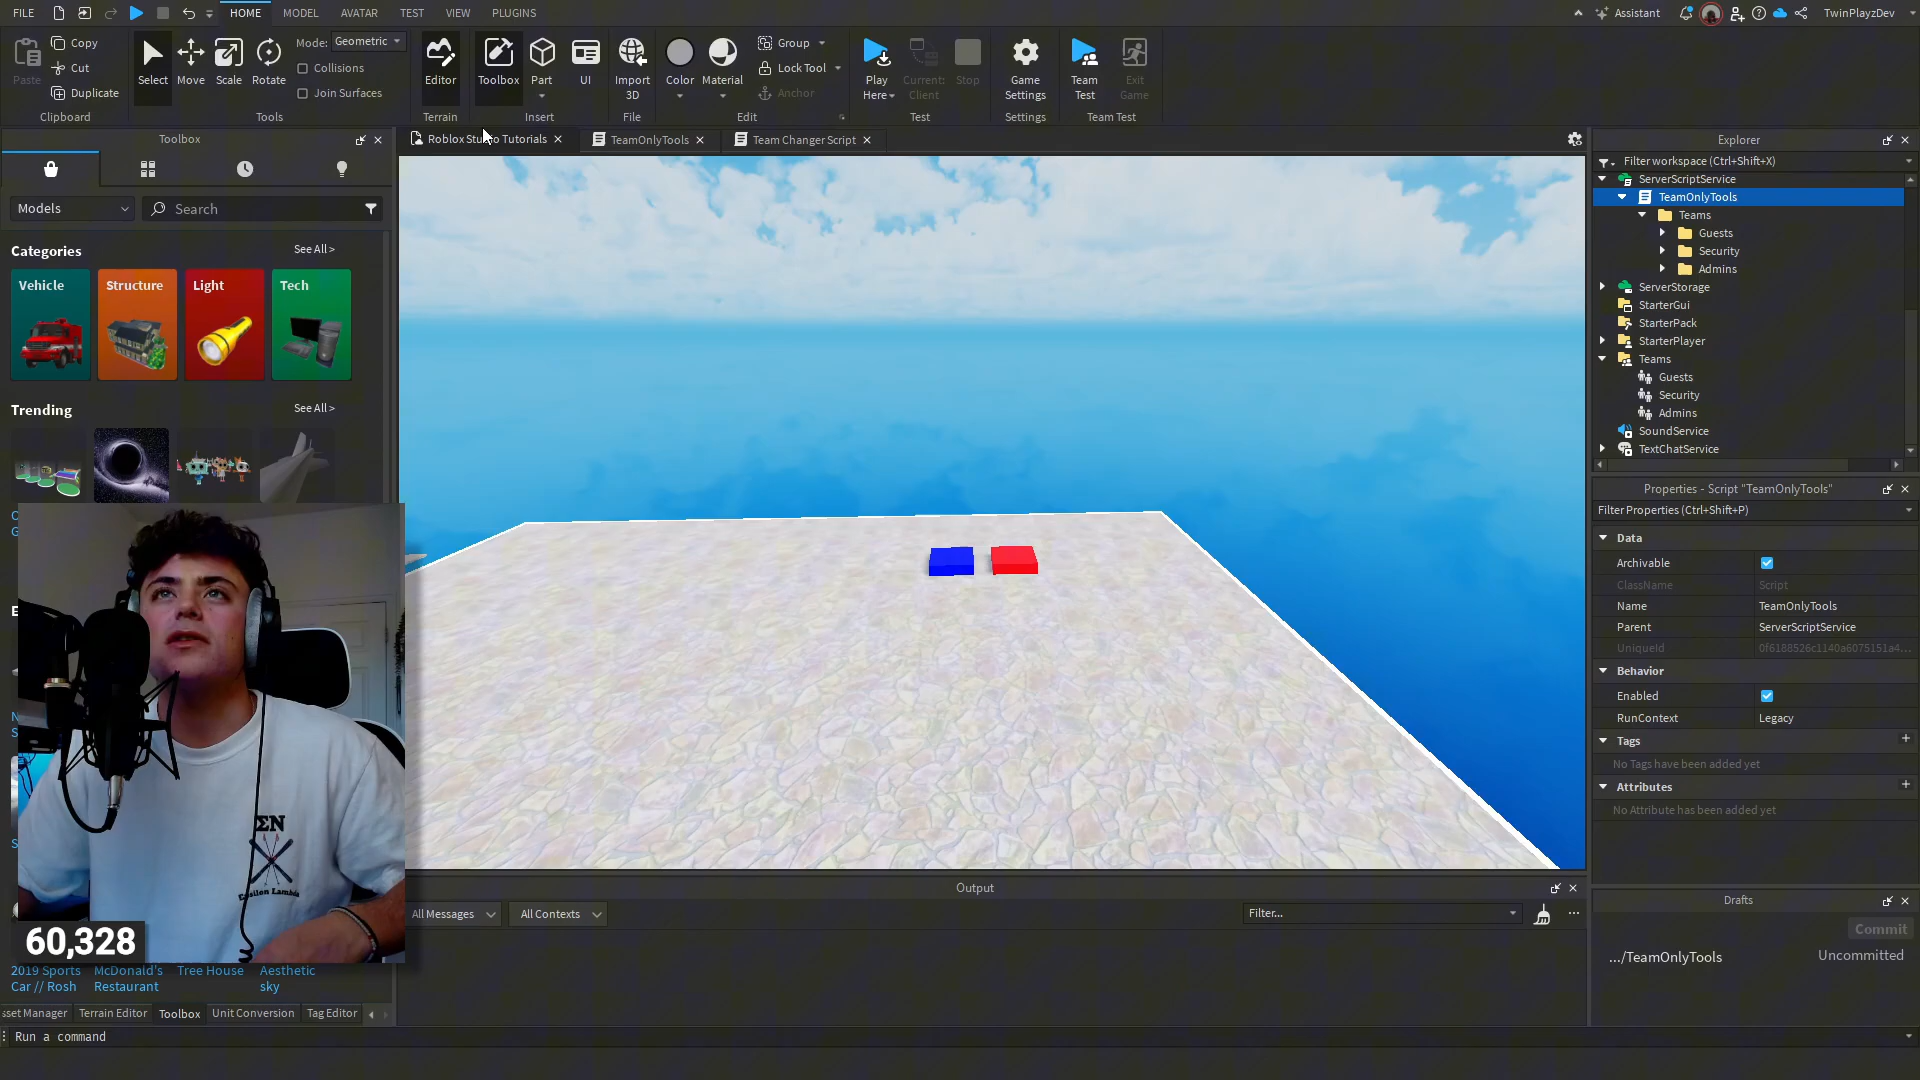 FILE
HOME
MODEL
AVATAR
TEST
VIEW
PLUGINS
Assistant
TwinPlayzDev
Paste
Copy
Cut
Duplicate
Clipboard
Select
Move
Scale
Rotate
Mode: Geometric
Collisions
Join Surfaces
Tools
Editor
Terrain
Toolbox
Part
UI
Insert
Import
3D
File
Color
Material
Group
Lock Tool
Anchor
Edit
Play
Here
Current:
Client
Stop
Test
Game
Settings
Settings
Team
Test
Exit
Game
Team Test
Toolbox
Roblox Studio Tutorials
TeamOnlyTools
Team Changer Script
Models
Search
Categories
See All >
Vehicle
Structure
Light
Tech
Trending
See All >
ΣN
Epsilon Lambda
60,328
2019 Sports
Car // Rosh
McDonald's
Restaurant
Tree House
Aesthetic
sky
sset Manager
Terrain Editor
Toolbox
Unit Conversion
Tag Editor
Run a command
Output
All Messages
All Contexts
Filter...
Explorer
Filter workspace (Ctrl+Shift+X)
ServerScriptService
TeamOnlyTools
Teams
Guests
Security
Admins
ServerStorage
StarterGui
StarterPack
StarterPlayer
Teams
Guests
Security
Admins
SoundService
TextChatService
Properties - Script "TeamOnlyTools"
Filter Properties (Ctrl+Shift+P)
Data
Archivable
ClassName Script
Name TeamOnlyTools
Parent ServerScriptService
UniqueId 0f6188526c1140a6075151a4...
Behavior
Enabled
RunContext Legacy
Tags
No Tags have been added yet
Attributes
No Attribute has been added yet
Drafts
Commit
.../TeamOnlyTools Uncommitted